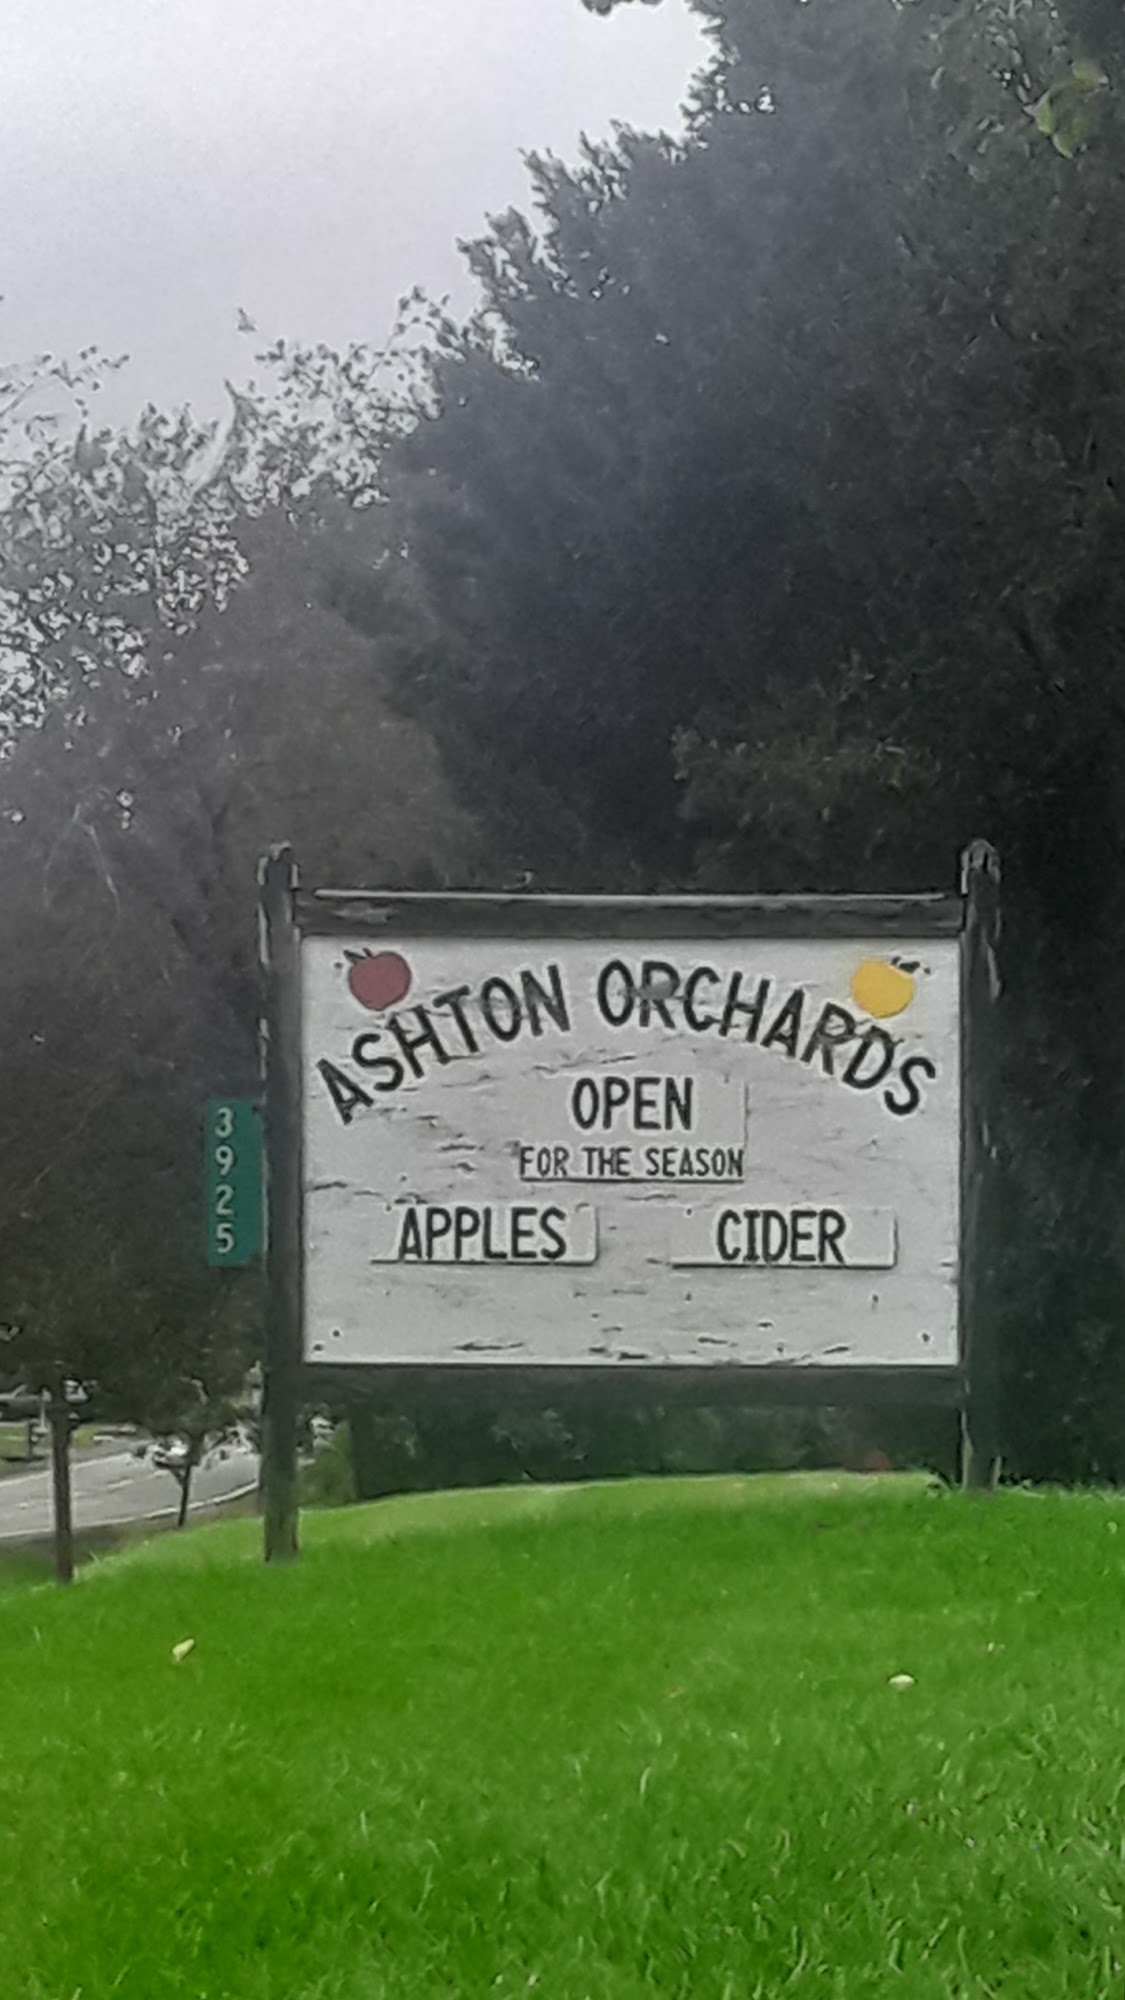 ASHTON ORCHARDS
OPEN
FOR THE SEASON
APPLES CIDER
3925